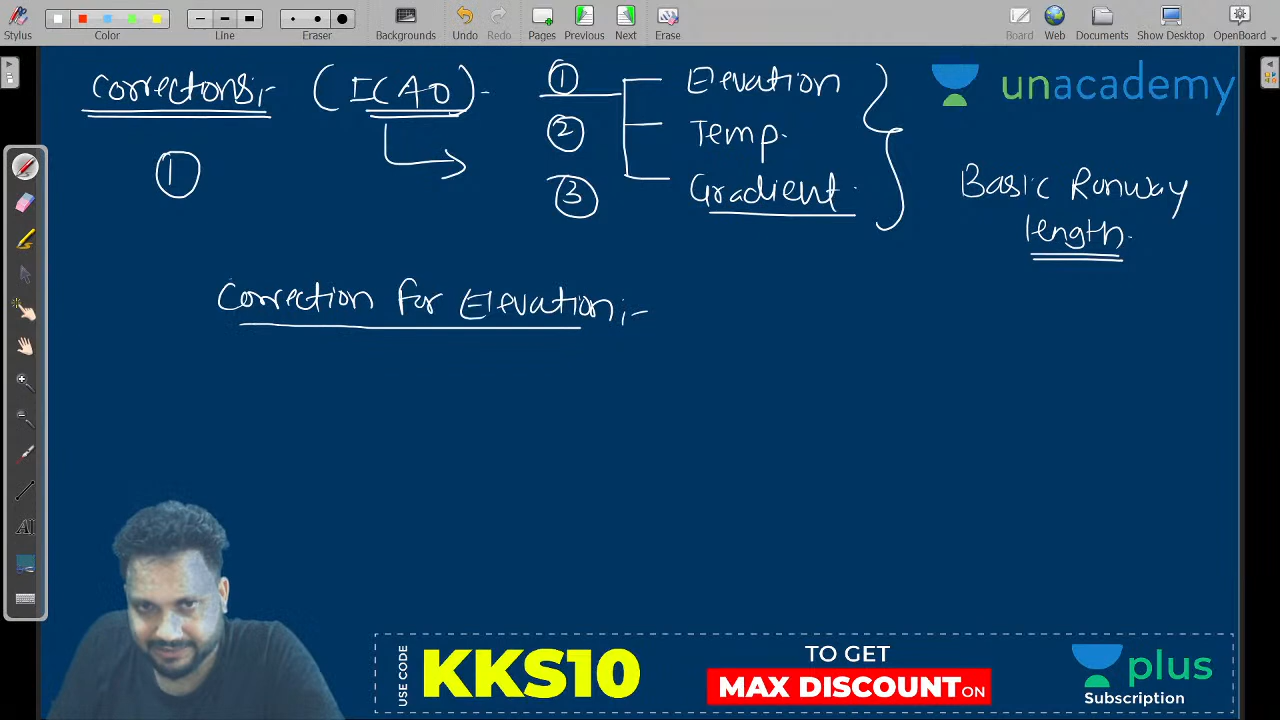 Stylus
Color
Line
Eraser
Backgrounds
Undo
Redo
Pages
Previous
Next
Erase
Board
Web
Documents
Show Desktop
OpenBoard
Correctons:-
(ICAO).
①
① Elevation
② Temp.
③ Gradient.
Basic Runway
length.
unacademy
Correction For Elevation:-
USE CODE
KKS10
TO GET
MAX DISCOUNT ON
plus
Subscription